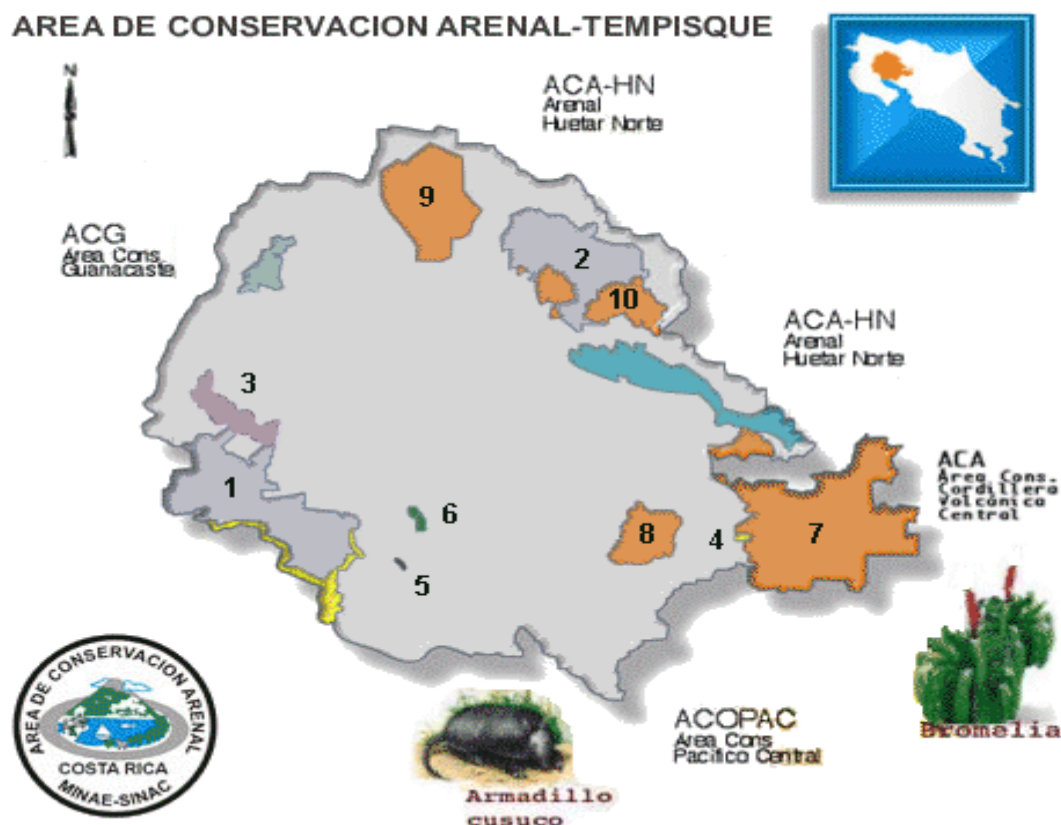 AREA DE CONSERVACION ARENAL-TEMPISQUE
N
ACA-HN
Arenal
Huetar Norte
ACG
Area Cons.
Guanacaste
9
2
10
ACA-HN
Arenal
Huetar Norte
3
1
6
5
8
4
7
ACA
Area Cons.
Cordillera
Volcánica
Central
AREA DE CONSERVACION ARENAL
COSTA RICA
MINAE-SINAC
Armadillo
cusuco
ACOPAC
Area Cons
Pacifico Central
Bromelia